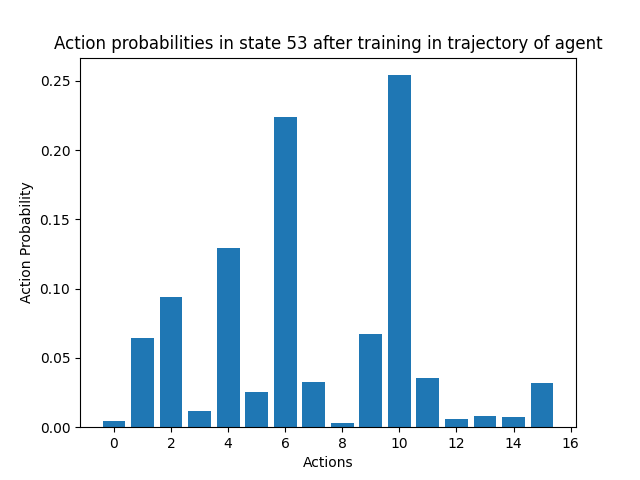 Action probabilities in state 53 after training in trajectory of agent
0.25
0.20
0.15
0.10
0.05
0.00
Action Probability
0 2 4 6 8 10 12 14 16
Actions